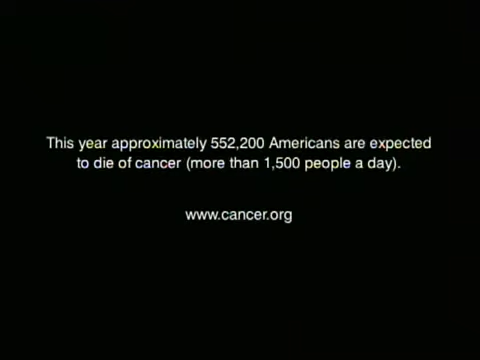 This year approximately 552,200 Americans are expected
to die of cancer (more than 1,500 people a day).
www.cancer.org